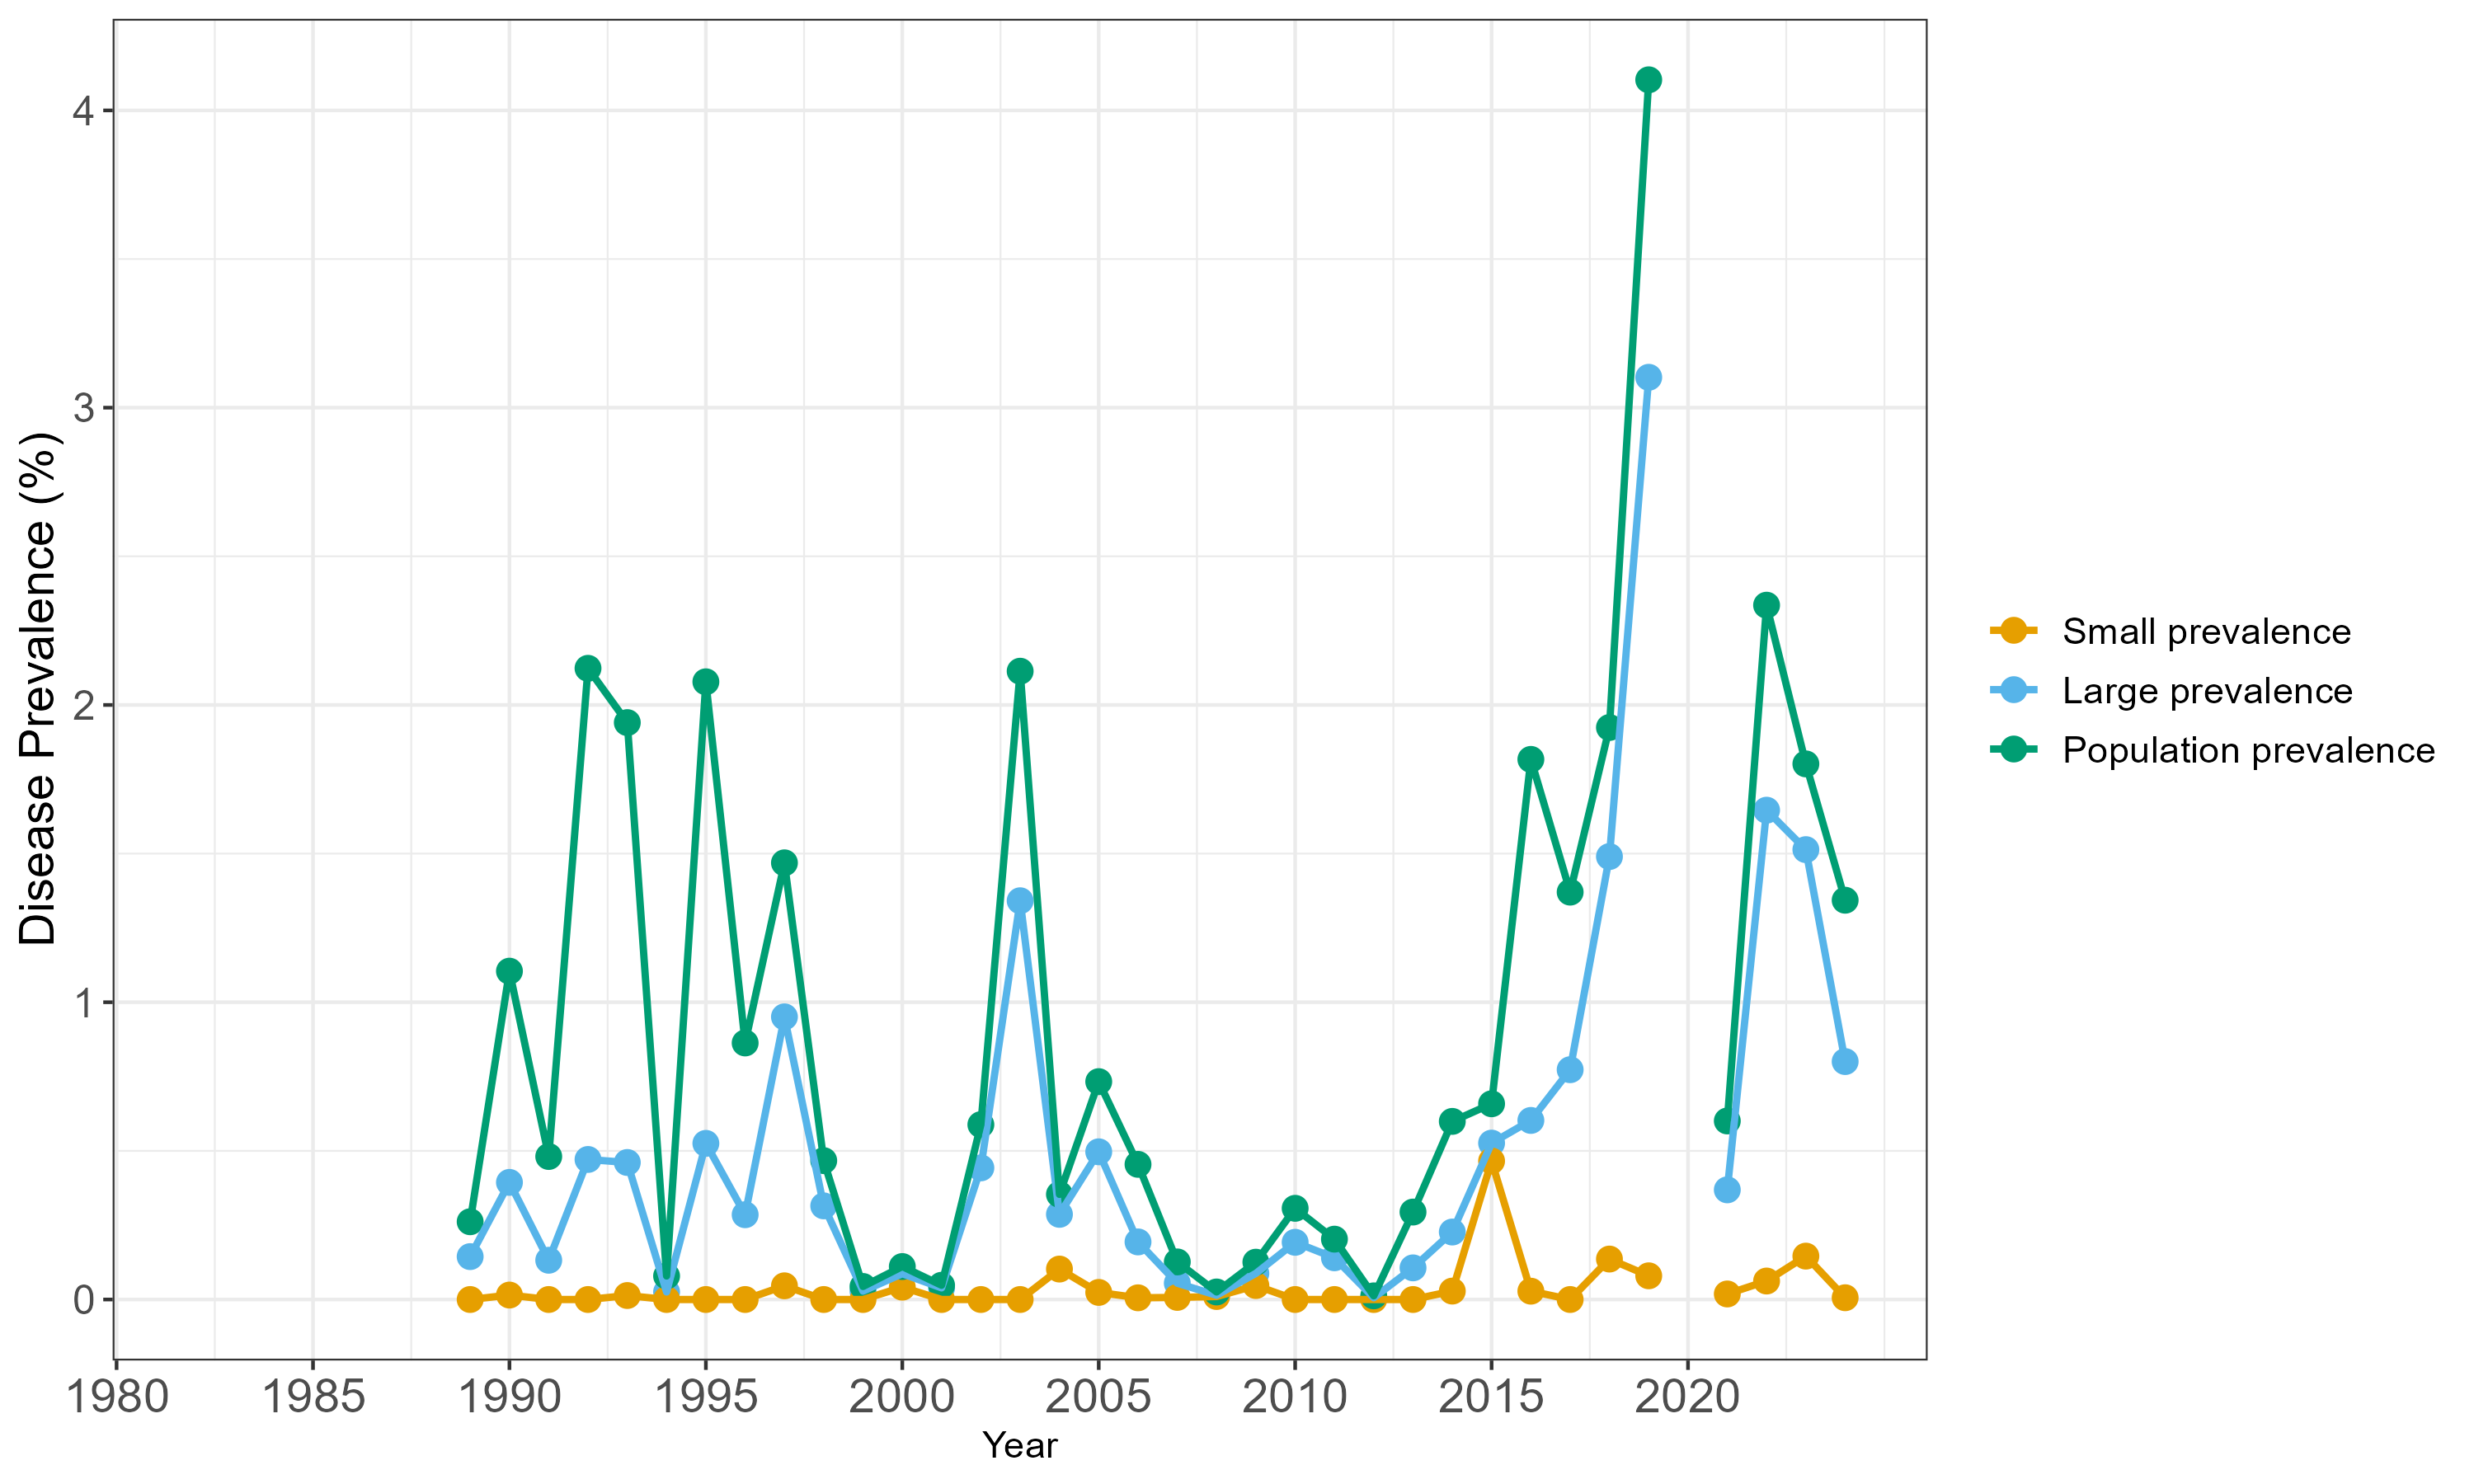 Disease Prevalence (%)
4
3
2
1
0
1980 1985 1990 1995 2000 2005 2010 2015 2020
Year
Small prevalence
Large prevalence
Population prevalence